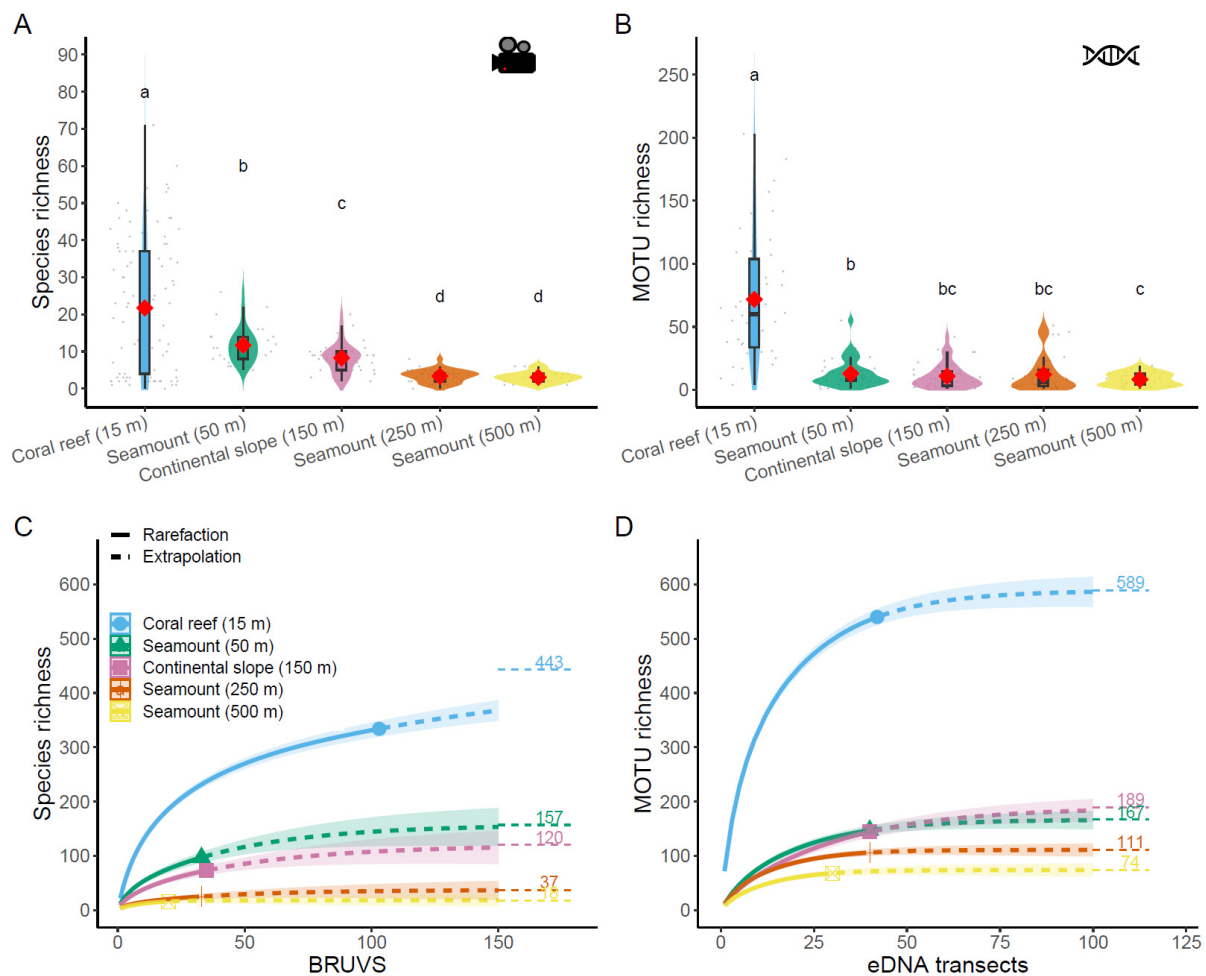 A
90
80
70
60
50
40
30
20
10
0
Species richness
a
b
c
d
d
Coral reef (15 m)
Seamount (50 m)
Continental slope (150 m)
Seamount (250 m)
Seamount (500 m)
B
250
200
150
100
50
0
MOTU richness
a
b
bc
bc
c
Coral reef (15 m)
Seamount (50 m)
Continental slope (150 m)
Seamount (250 m)
Seamount (500 m)
C
Rarefaction
Extrapolation
Coral reef (15 m)
Seamount (50 m)
Continental slope (150 m)
Seamount (250 m)
Seamount (500 m)
600
500
400
300
200
100
0
Species richness
443
157
120
37
0
50
100
150
BRUVS
D
600
500
400
300
200
100
0
MOTU richness
589
189
167
111
74
0
25
50
75
100
125
eDNA transects